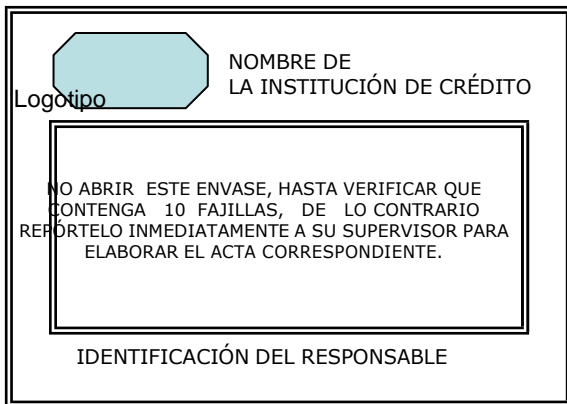 NOMBRE DE
LA INSTITUCIÓN DE CRÉDITO
Logotipo
NO ABRIR ESTE ENVASE, HASTA VERIFICAR QUE
CONTENGA 10 FAJILLAS, DE LO CONTRARIO
REPÓRTELO INMEDIATAMENTE A SU SUPERVISOR PARA
ELABORAR EL ACTA CORRESPONDIENTE.
IDENTIFICACIÓN DEL RESPONSABLE